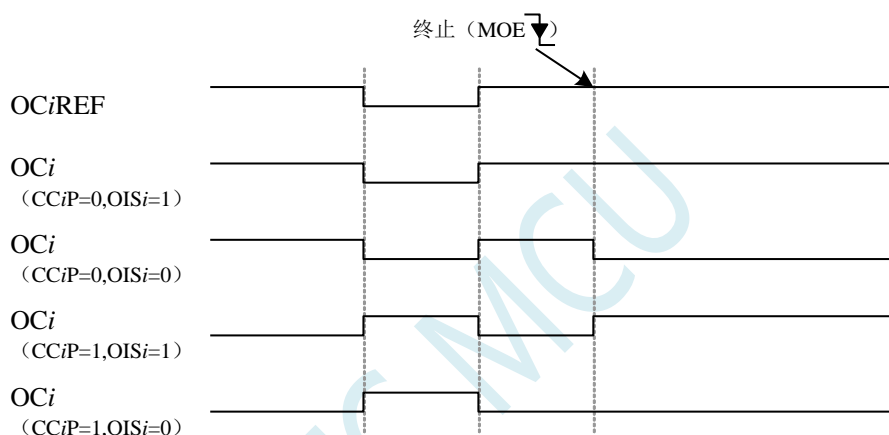 终止（MOE）
OCiREF
OCi
（CCiP=0,OISi=1）
OCi
（CCiP=0,OISi=0）
OCi
（CCiP=1,OISi=1）
OCi
（CCiP=1,OISi=0）
MCU